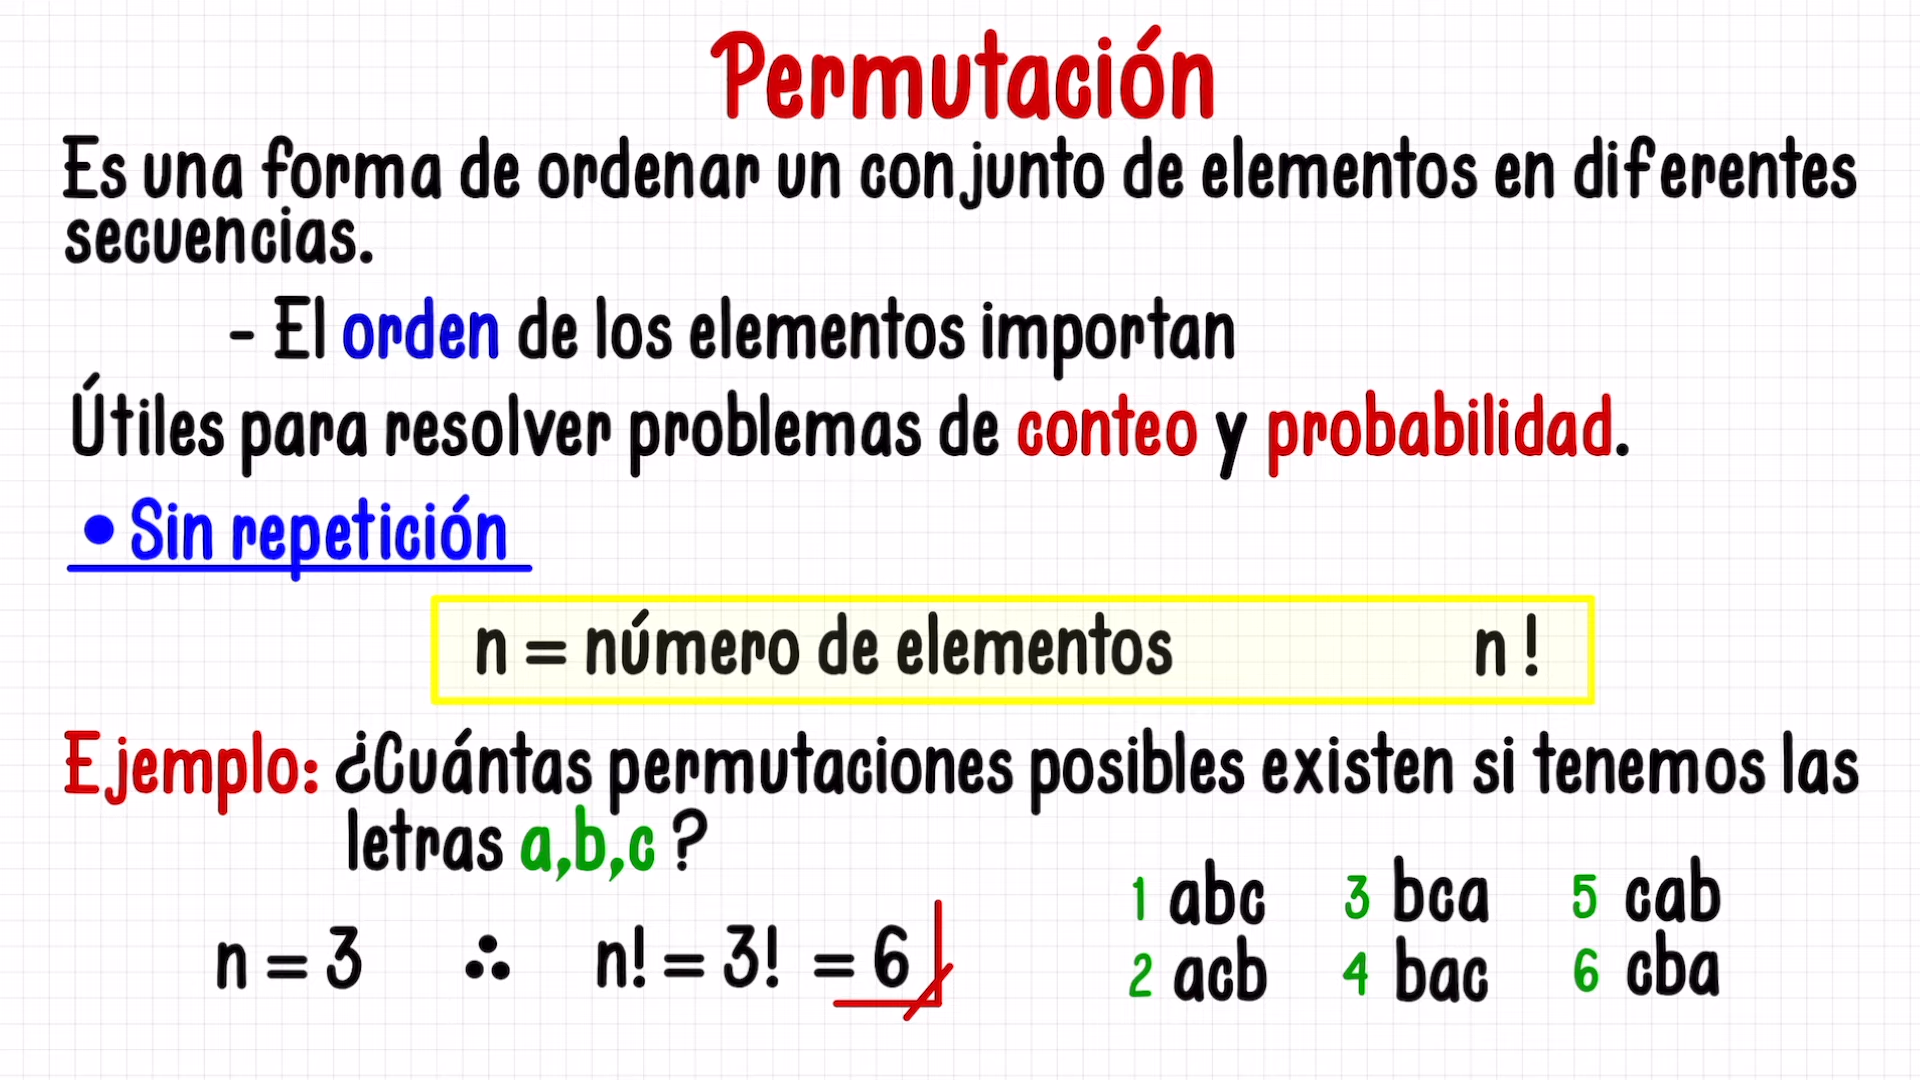 Permutación
Es una forma de ordenar un conjunto de elementos en diferentes
secuencias.
- El orden de los elementos importan
Útiles para resolver problemas de conteo y probabilidad.
• Sin repetición
n = número de elementos n !
Ejemplo: ¿Cuántas permutaciones posibles existen si tenemos las
letras a,b,c ?
1 abc 3 bca 5 cab
n = 3 ∴ n! = 3! = 6
2 acb 4 bac 6 cba